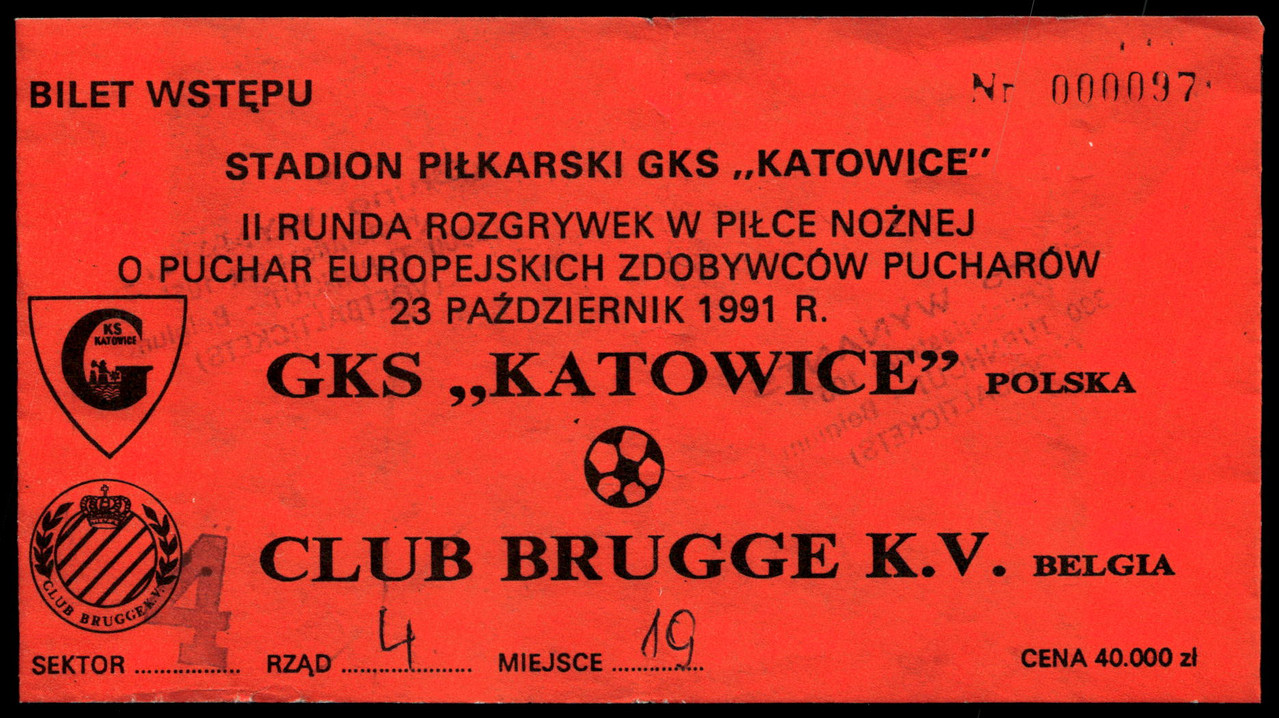 BILET WSTĘPU
Nr 000097
STADION PIŁKARSKI GKS „KATOWICE”
II RUNDA ROZGRYWEK W PIŁCE NOŻNEJ
O PUCHAR EUROPEJSKICH ZDOBYWCÓW PUCHARÓW
23 PAŹDZIERNIK 1991 R.
KS
KATOWICE
G
GKS „KATOWICE” POLSKA
CLUB BRUGGE K.V. BELGIA
CLUB BRUGGE K.V.
SEKTOR 4 RZĄD 4 MIEJSCE 19
CENA 40.000 zł